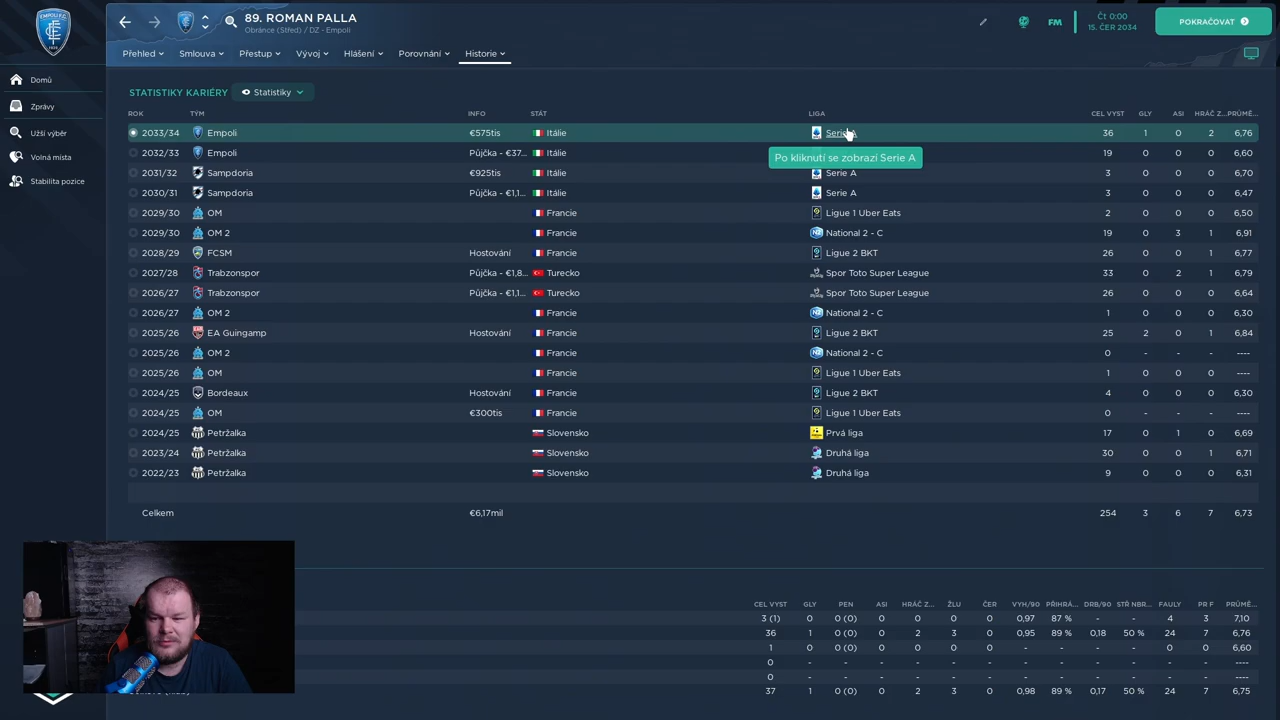 EMPOLI F.C.
89. ROMAN PALLA
Obránce (Střed) / DZ - Empoli
FM
Čt 0:00
15. ČER 2034
POKRAČOVAT
Přehled
Smlouva
Přestup
Vývoj
Hlášení
Porovnání
Historie
Domů
Zprávy
Užší výběr
Volná místa
Stabilita pozice
STATISTIKY KARIÉRY
Statistiky
ROK TÝM INFO STÁT LIGA CEL VYST GLY ASI HRÁČ Z... PRŮMĚ...
2033/34 Empoli €575tis Itálie Serie A 36 1 0 2 6,76
Po kliknutí se zobrazí Serie A
2032/33 Empoli Půjčka - €37... Itálie 19 0 0 0 6,60
2031/32 Sampdoria €925tis Itálie Serie A 3 0 0 0 6,70
2030/31 Sampdoria Půjčka - €1,1... Itálie Serie A 3 0 0 0 6,47
2029/30 OM Francie Ligue 1 Uber Eats 2 0 0 0 6,50
2029/30 OM 2 Francie National 2 - C 19 0 3 1 6,91
2028/29 FCSM Hostování Francie Ligue 2 BKT 26 0 0 1 6,77
2027/28 Trabzonspor Půjčka - €1,8... Turecko Spor Toto Super League 33 0 2 1 6,79
2026/27 Trabzonspor Půjčka - €1,1... Turecko Spor Toto Super League 26 0 0 0 6,64
2026/27 OM 2 Francie National 2 - C 1 0 0 0 6,30
2025/26 EA Guingamp Hostování Francie Ligue 2 BKT 25 2 0 1 6,84
2025/26 OM 2 Francie National 2 - C 0 - - - ----
2025/26 OM Francie Ligue 1 Uber Eats 1 0 0 0 ----
2024/25 Bordeaux Hostování Francie Ligue 2 BKT 4 0 0 0 6,30
2024/25 OM €300tis Francie Ligue 1 Uber Eats 0 - - - ----
2024/25 Petržalka Slovensko Prvá liga 17 0 1 0 6,69
2023/24 Petržalka Slovensko Druhá liga 30 0 0 1 6,71
2022/23 Petržalka Slovensko Druhá liga 9 0 0 0 6,31
Celkem €6,17mil 254 3 6 7 6,73
CEL VYST GLY PEN ASI HRÁČ Z... ŽLU ČER VYH/90 PŘIHRÁ... DRB/90 STŘ NBR... FAULY PR F PRŮMĚ...
3 (1) 0 0 (0) 0 0 0 0 0,97 87 % - - 4 3 7,10
36 1 0 (0) 0 2 3 0 0,95 89 % 0,18 50 % 24 7 6,76
1 0 0 (0) 0 0 0 0 - - - - 0 0 6,60
0 - - (-) - - - - - - - - - - ----
0 - - (-) - - - - - - - - - - ----
37 1 0 (0) 0 2 3 0 0,98 89 % 0,17 50 % 24 7 6,75